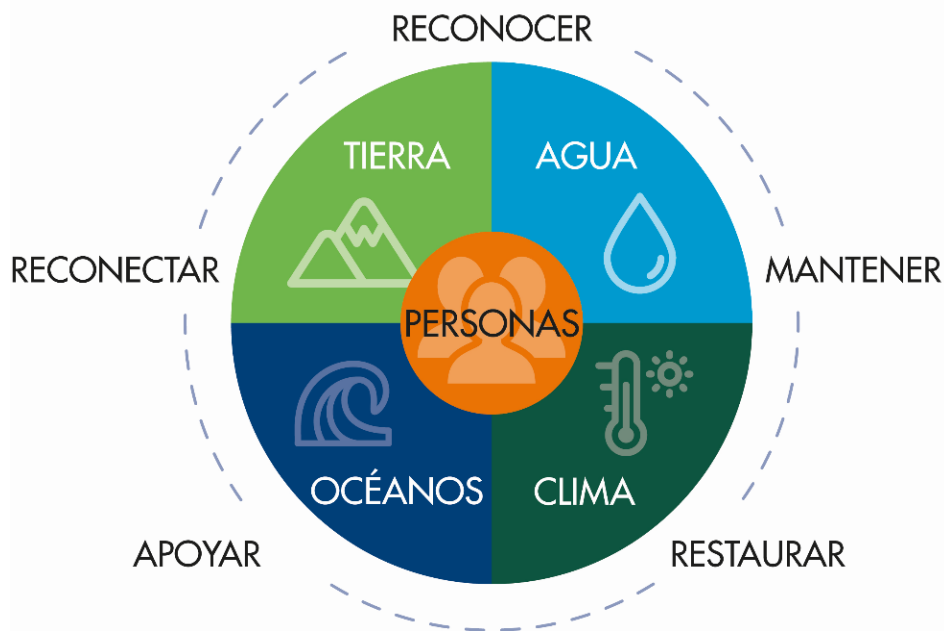 RECONOCER
TIERRA
AGUA
RECONECTAR
MANTENER
PERSONAS
OCÉANOS
CLIMA
APOYAR
RESTAURAR